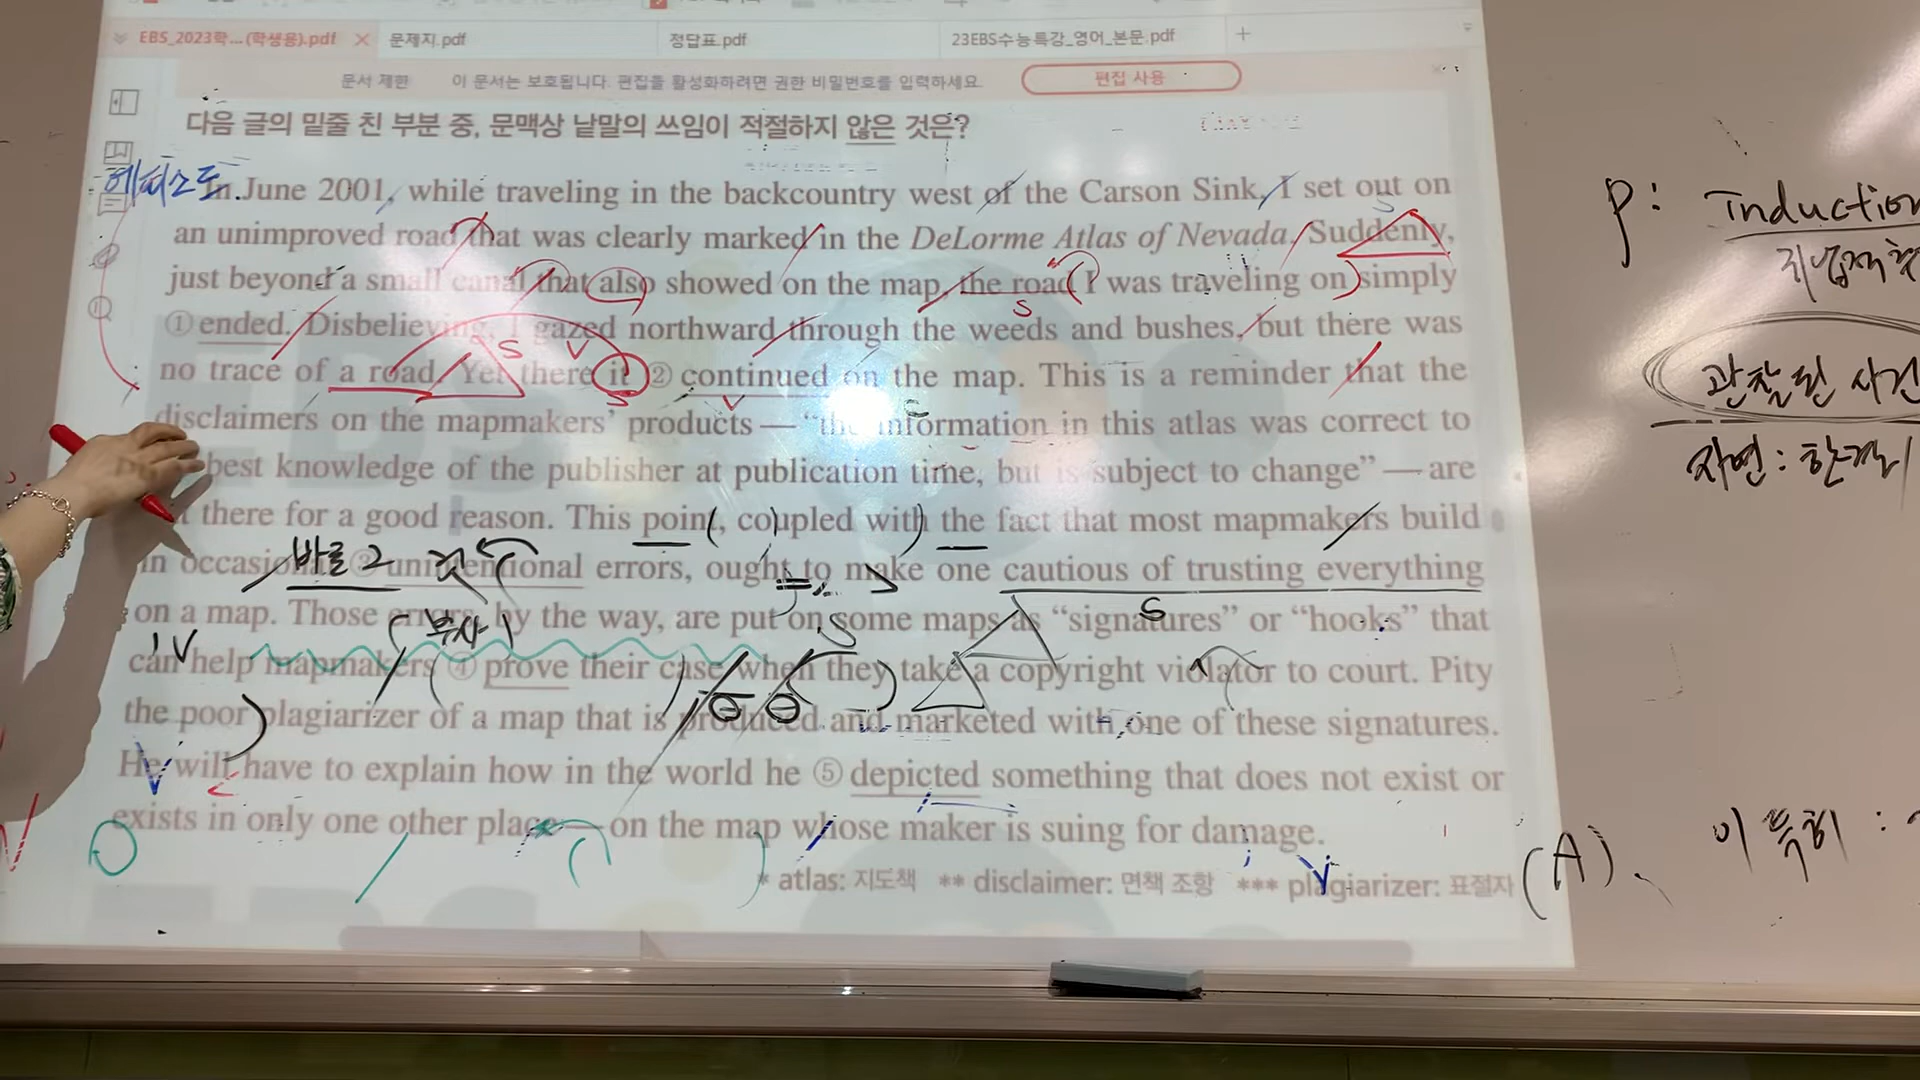 EBS_2023학...(학생용).pdf
문제지.pdf
정답표.pdf
23EBS수능특강_영어_본문.pdf
문서 제한 이 문서는 보호됩니다. 편집을 활성화하려면 권한 비밀번호를 입력하세요.
편집 사용
다음 글의 밑줄 친 부분 중, 문맥상 낱말의 쓰임이 적절하지 않은 것은?
에피소드
In June 2001, while traveling in the backcountry west of the Carson Sink, I set out on
an unimproved road that was clearly marked in the DeLorme Atlas of Nevada. Suddenly,
just beyond a small canal that also showed on the map, the road I was traveling on simply
① ended. Disbelieving, I gazed northward through the weeds and bushes, but there was
no trace of a road. Yet there it ② continued on the map. This is a reminder that the
disclaimers on the mapmakers' products — "the information in this atlas was correct to
best knowledge of the publisher at publication time, but is subject to change" — are
there for a good reason. This point, coupled with the fact that most mapmakers build
in occasional ③ unintentional errors, ought to make one cautious of trusting everything
바로 2
on a map. Those errors, by the way, are put on some maps as "signatures" or "hooks" that
부사
can help mapmakers ④ prove their case when they take a copyright violator to court. Pity
the poor plagiarizer of a map that is produced and marketed with one of these signatures.
He will have to explain how in the world he ⑤ depicted something that does not exist or
exists in only one other place — on the map whose maker is suing for damage.
* atlas: 지도책 ** disclaimer: 면책 조항 *** plagiarizer: 표절자
P: Induction
관찰된 사건
(A)
이 특히 :